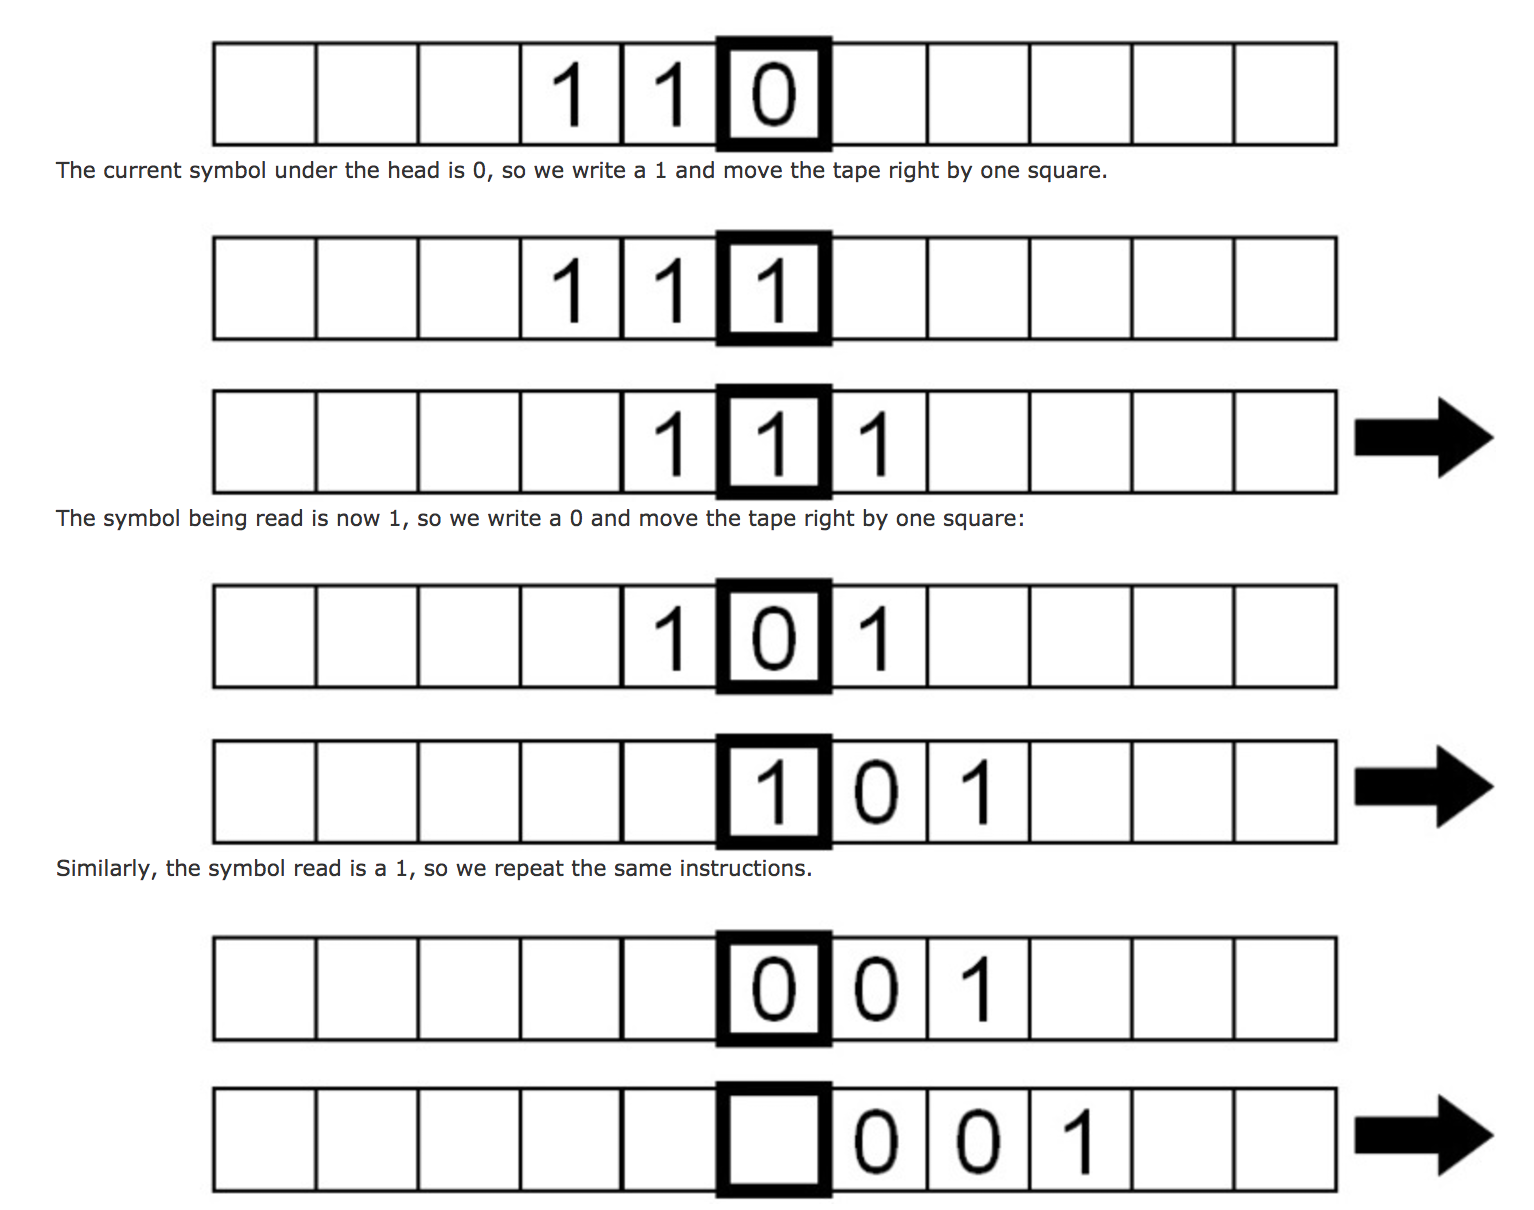 1 1 0
The current symbol under the head is 0, so we write a 1 and move the tape right by one square.
1 1 1
1 1 1
The symbol being read is now 1, so we write a 0 and move the tape right by one square:
1 0 1
1 0 1
Similarly, the symbol read is a 1, so we repeat the same instructions.
0 0 1
0 0 1